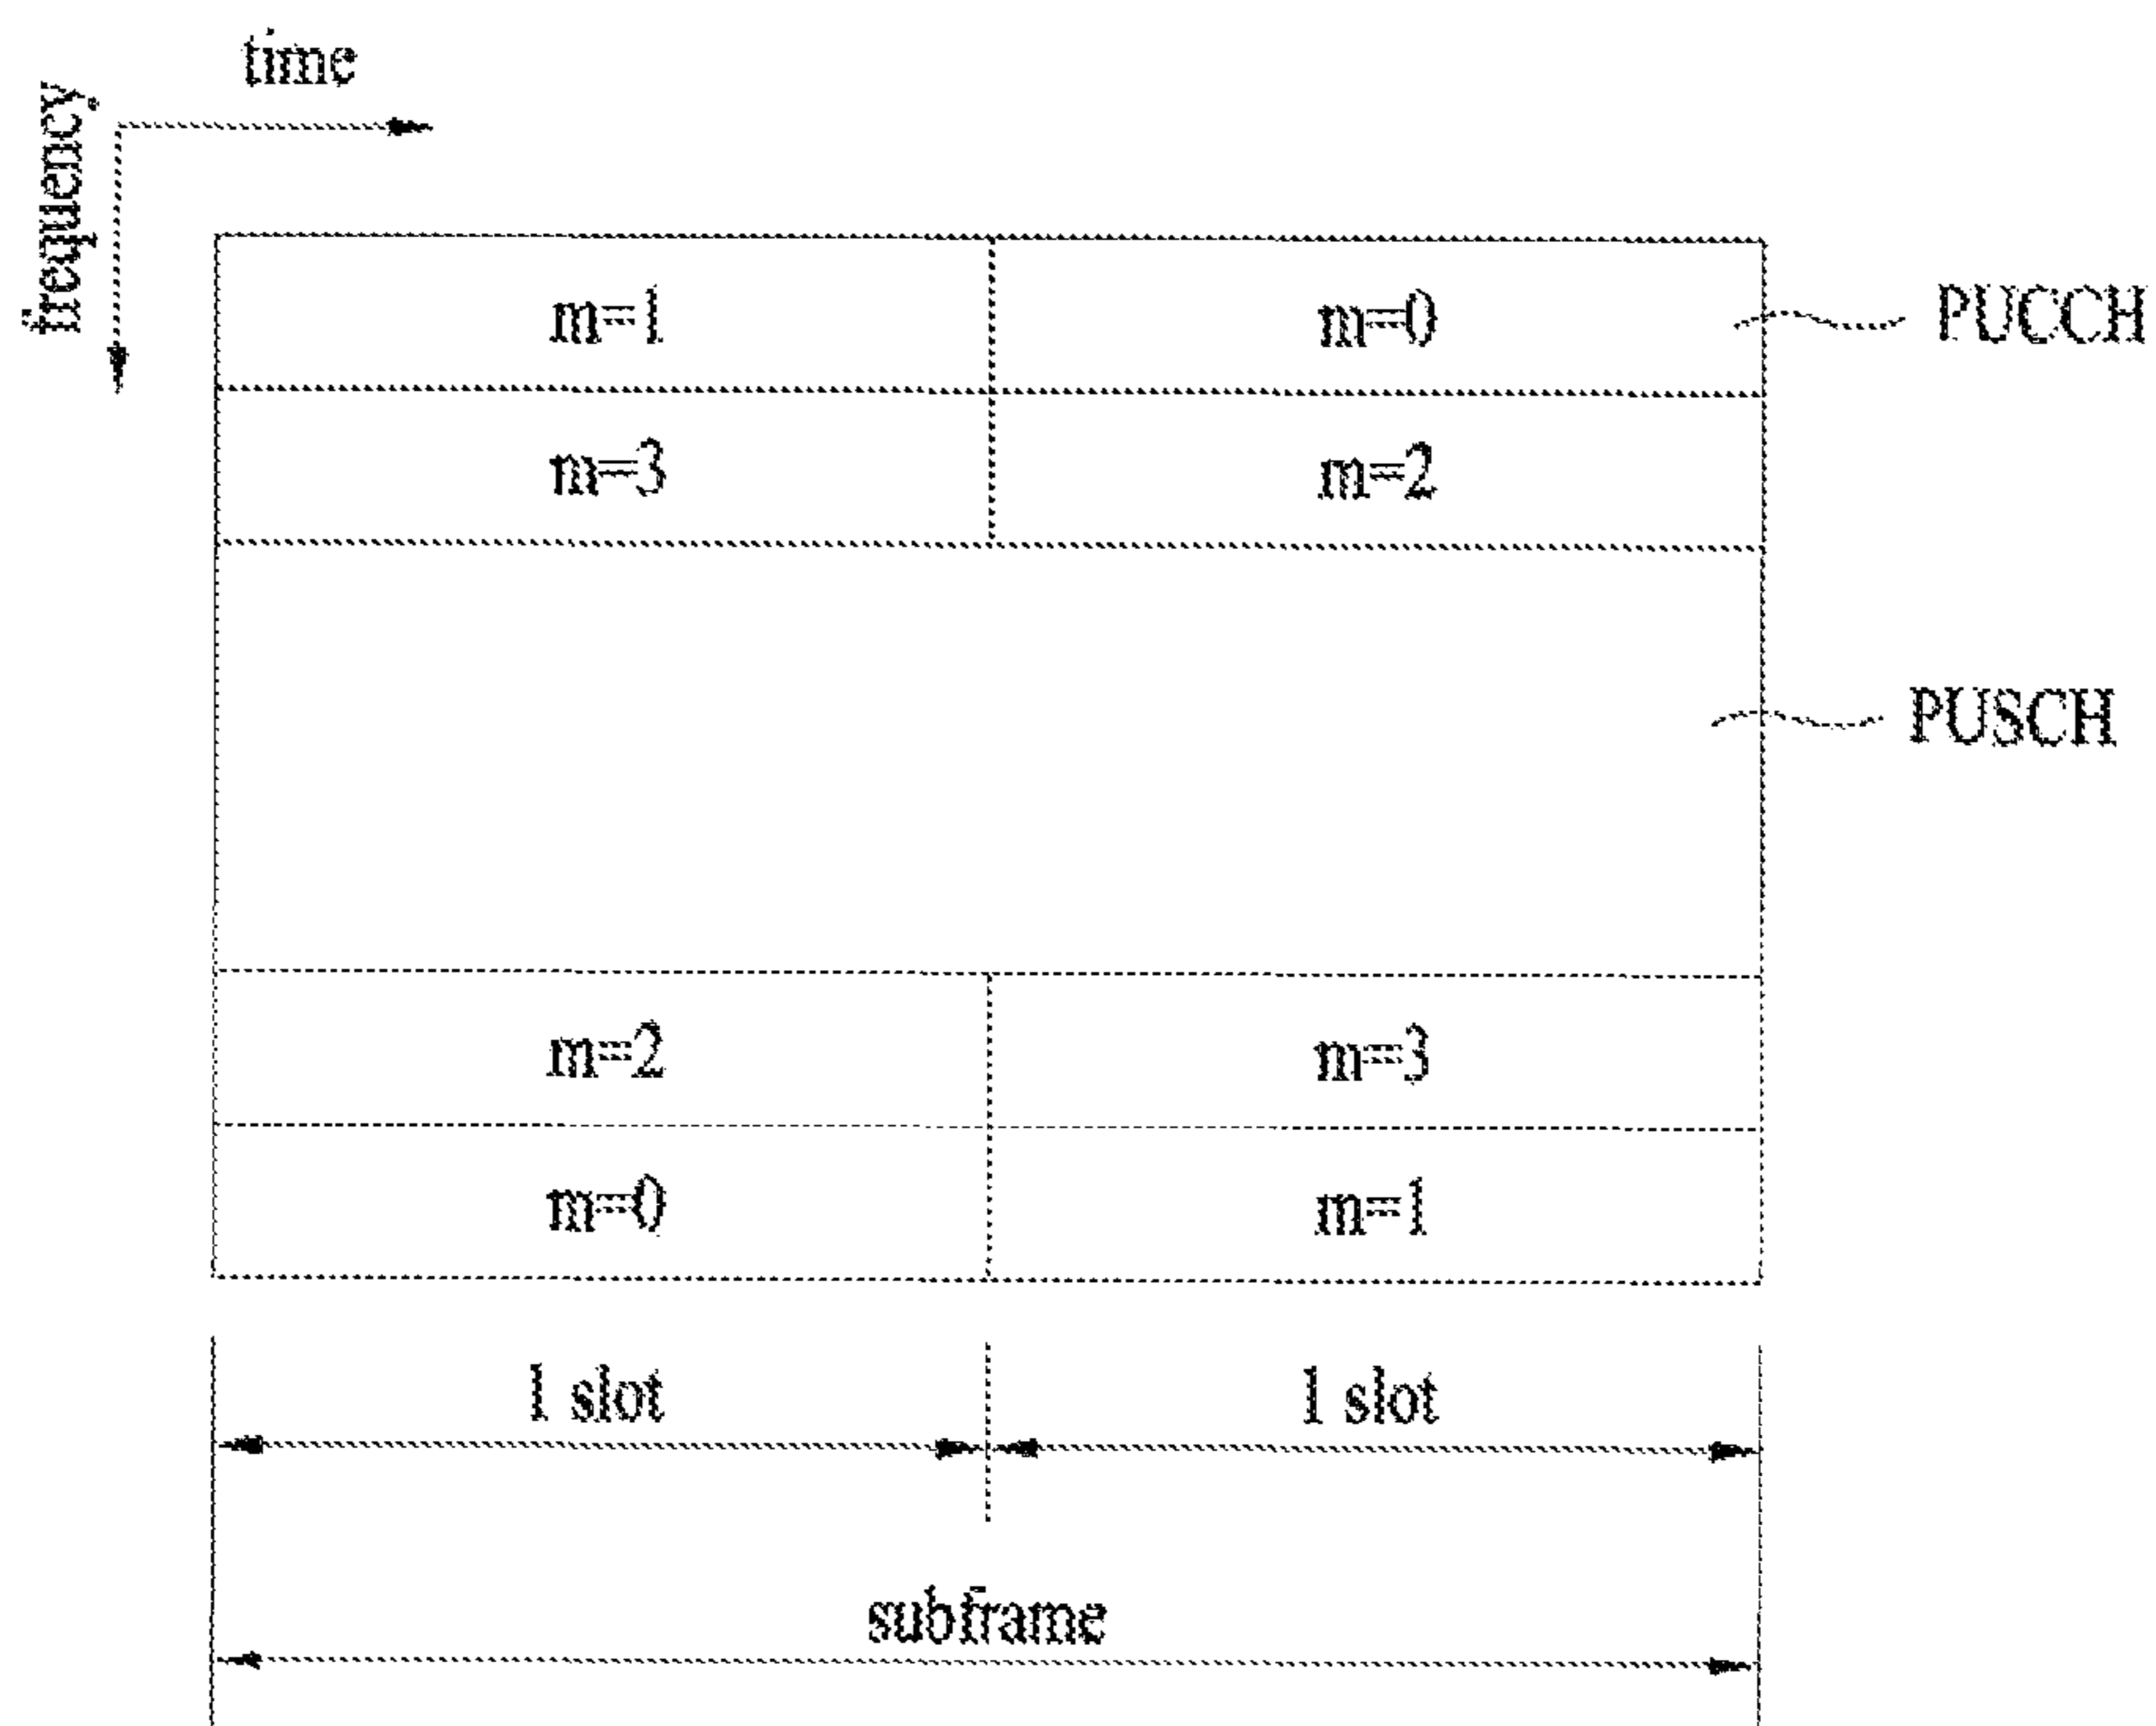 time
frequency
m=1
m=0
PUCCH
m=3
m=2
PUSCH
m=2
m=3
m=0
m=1
1 slot
1 slot
subframe